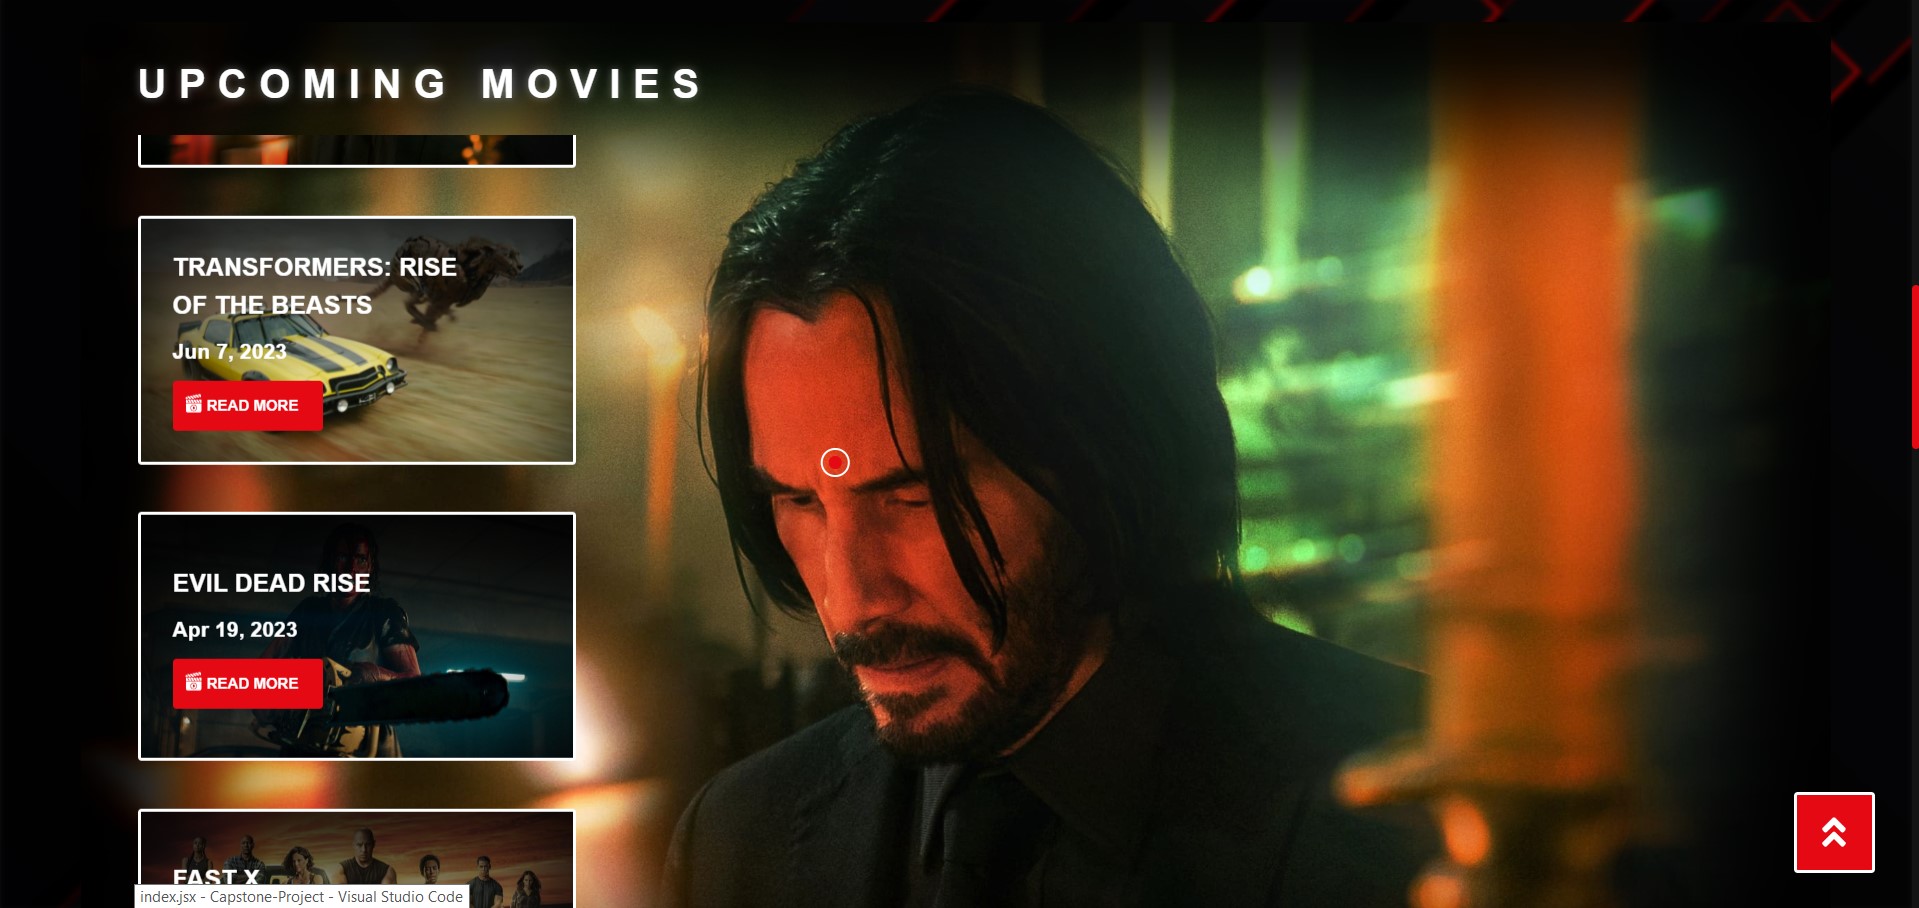 UPCOMING MOVIES
TRANSFORMERS: RISE
OF THE BEASTS
Jun 7, 2023
READ MORE
EVIL DEAD RISE
Apr 19, 2023
READ MORE
FAST X
index.jsx - Capstone-Project - Visual Studio Code